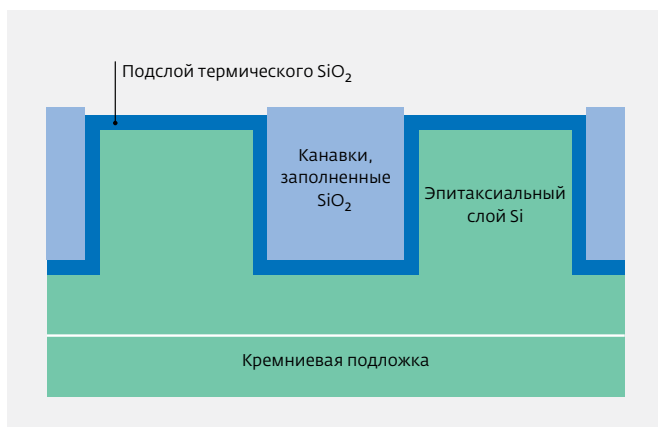 Подслой термического SiO₂
Канавки,
заполненные
SiO₂
Эпитаксиальный
слой Si
Кремниевая подложка